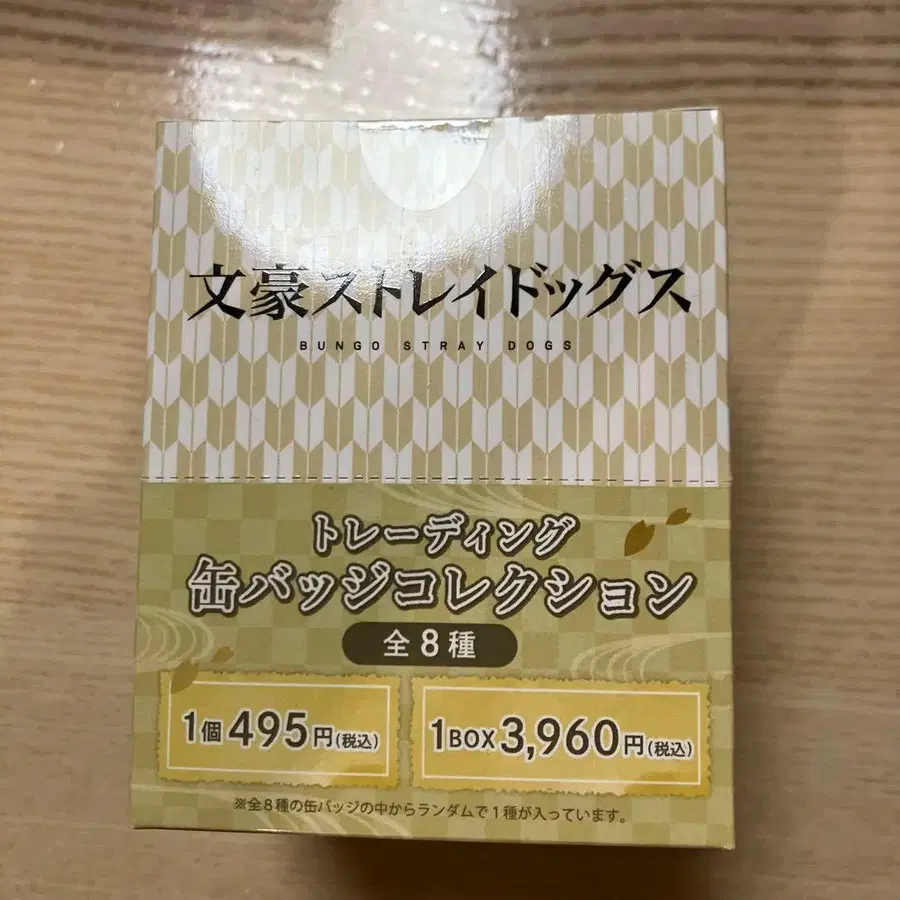 文豪ストレイドッグス
BUNGO STRAY DOGS
トレーディング
缶バッジコレクション
全8種
1個495円(税込)
1BOX 3,960円(税込)
※全8種の缶バッジの中からランダムで1種が入っています。